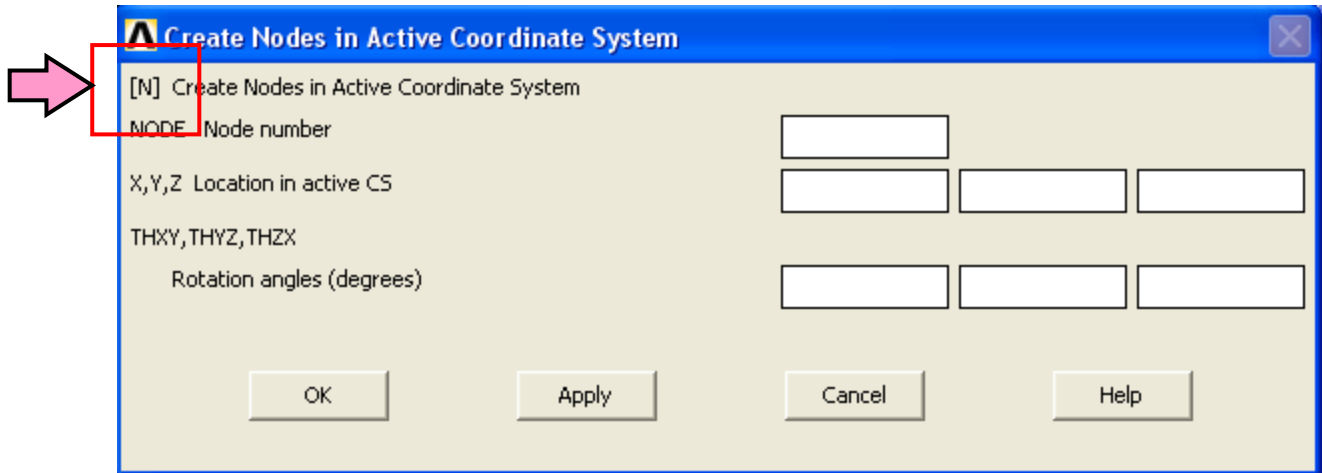 Create Nodes in Active Coordinate System
[N] Create Nodes in Active Coordinate System
NODE Node number
X,Y,Z Location in active CS
THXY,THYZ,THZX
Rotation angles (degrees)
OK Apply Cancel Help